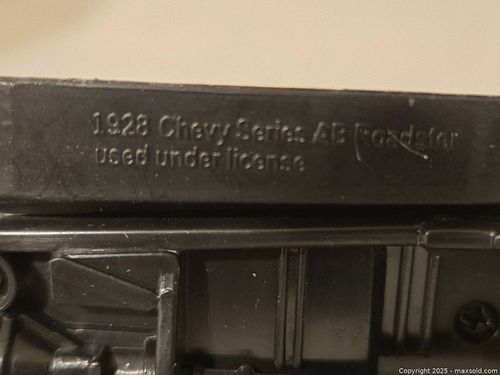 1928 Chevy Series AB Roadster
used under license
Copyright 2025 - maxsold.com